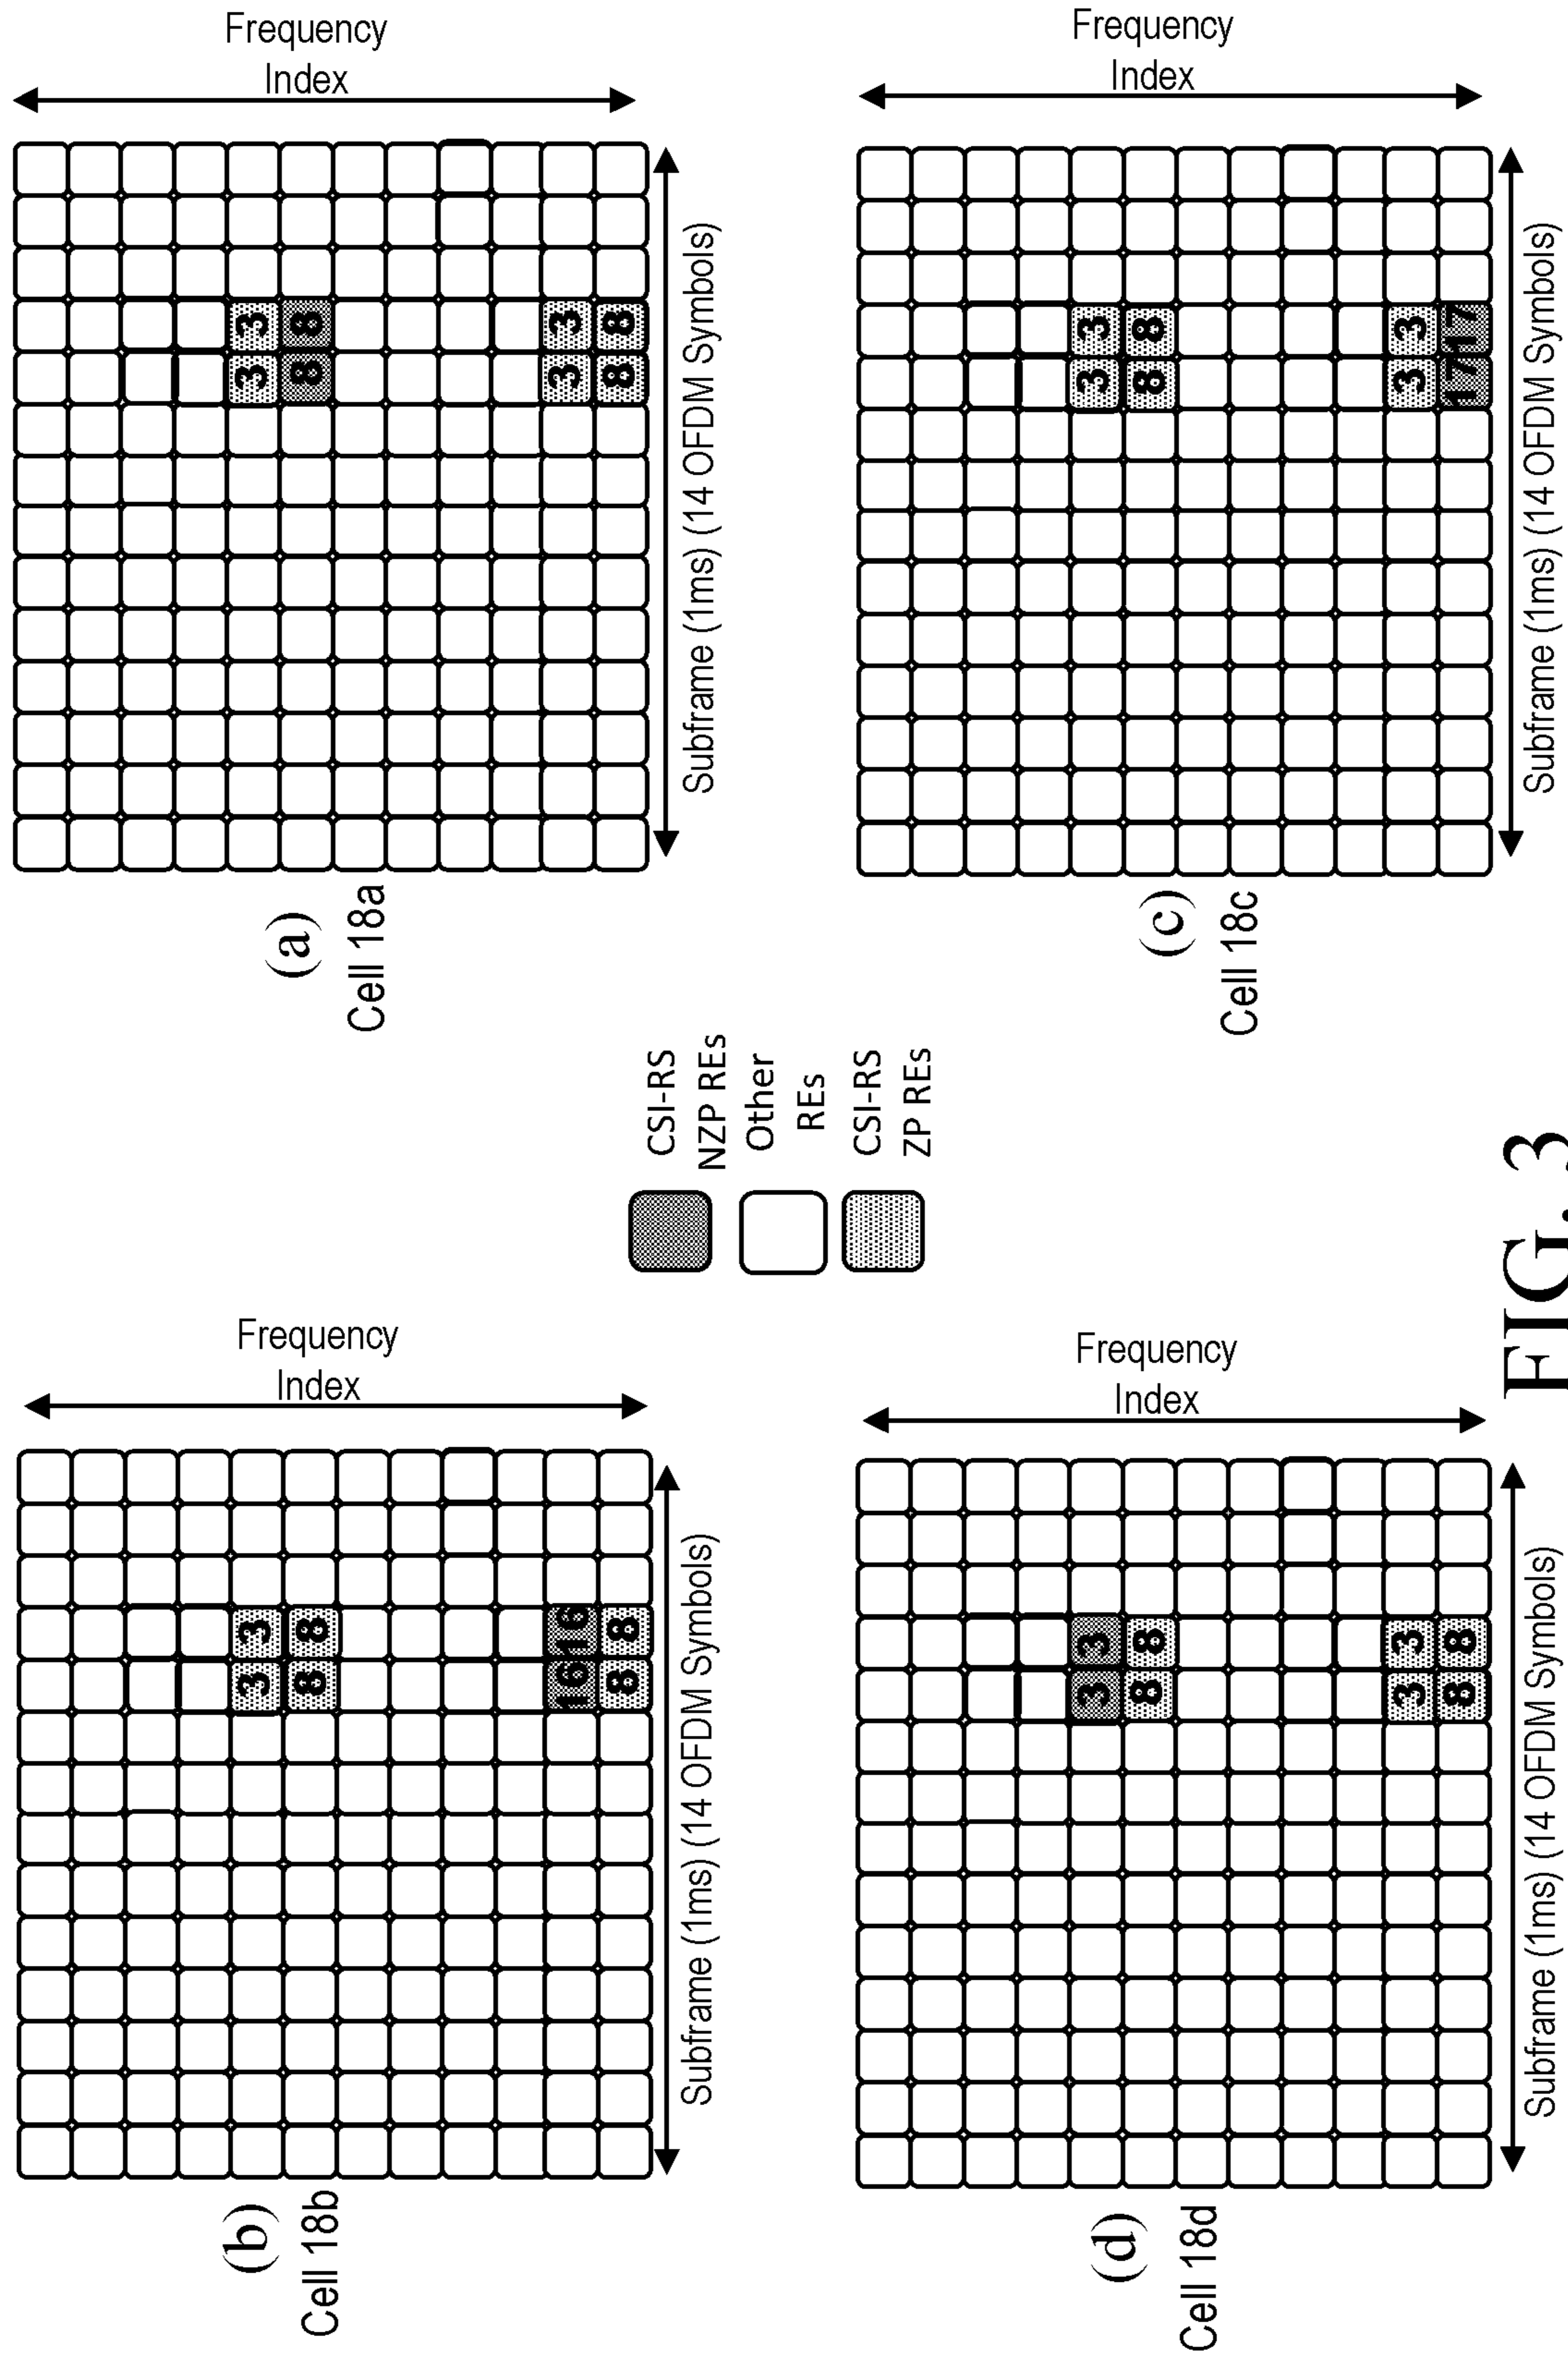 (b)
Cell 18b
3 3
8 8
16 16
8 8
Frequency
Index
Subframe (1ms) (14 OFDM Symbols)
(a)
Cell 18a
3 3
8 8
3 3
8 8
Frequency
Index
Subframe (1ms) (14 OFDM Symbols)
CSI-RS
NZP REs
Other
REs
CSI-RS
ZP REs
(d)
Cell 18d
3 3
8 8
3 3
8 8
Frequency
Index
Subframe (1ms) (14 OFDM Symbols)
(c)
Cell 18c
3 3
8 8
3 3
17 17
Frequency
Index
Subframe (1ms) (14 OFDM Symbols)
FIG. 3